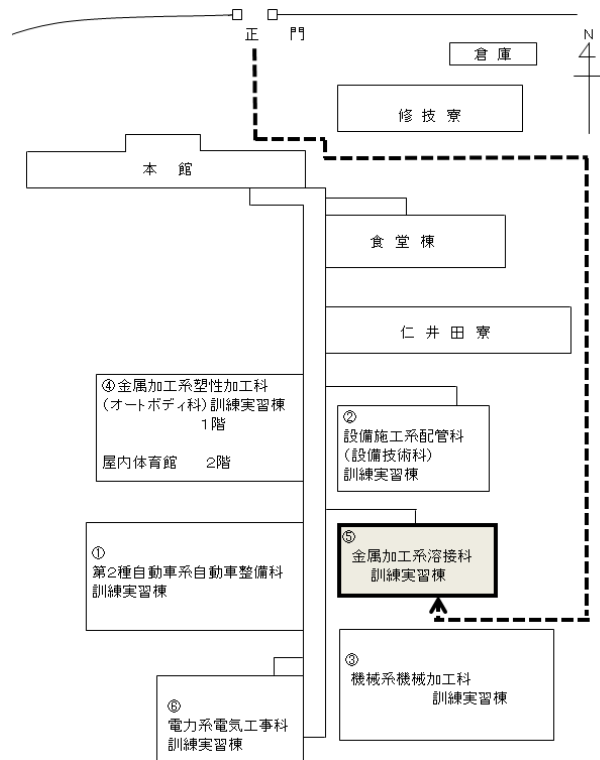 正 門
N
倉 庫
修 技 寮
本 館
食 堂 棟
仁 井 田 寮
④金属加工系塑性加工科
(オートボディ科)訓練実習棟
1階
屋内体育館 2階
②
設備施工系配管科
(設備技術科)
訓練実習棟
①
第2種自動車系自動車整備科
訓練実習棟
⑤
金属加工系溶接科
訓練実習棟
③
機械系機械加工科
訓練実習棟
⑥
電力系電気工事科
訓練実習棟